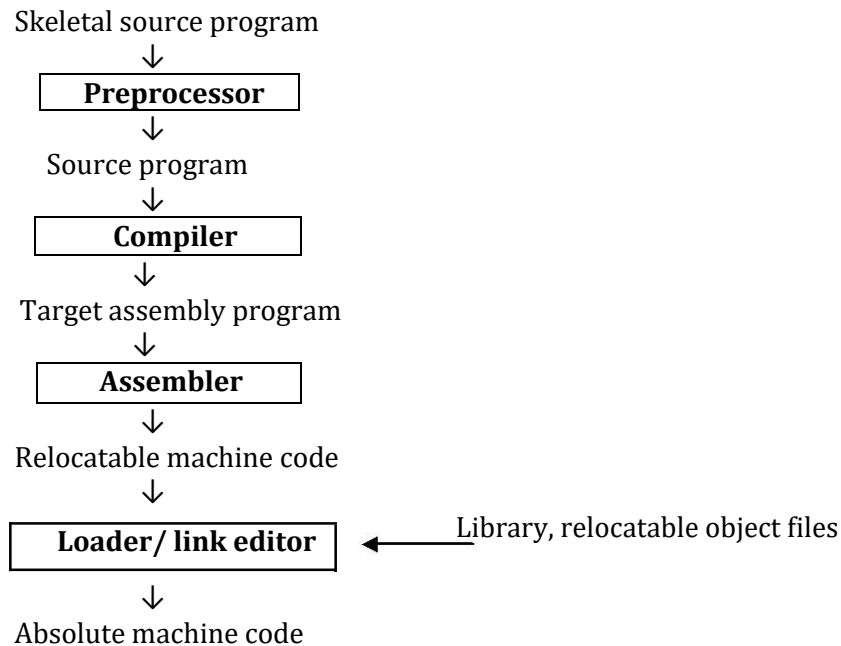 Skeletal source program
↓
Preprocessor
↓
Source program
↓
Compiler
↓
Target assembly program
↓
Assembler
↓
Relocatable machine code
↓
Loader/ link editor
Library, relocatable object files
↓
Absolute machine code